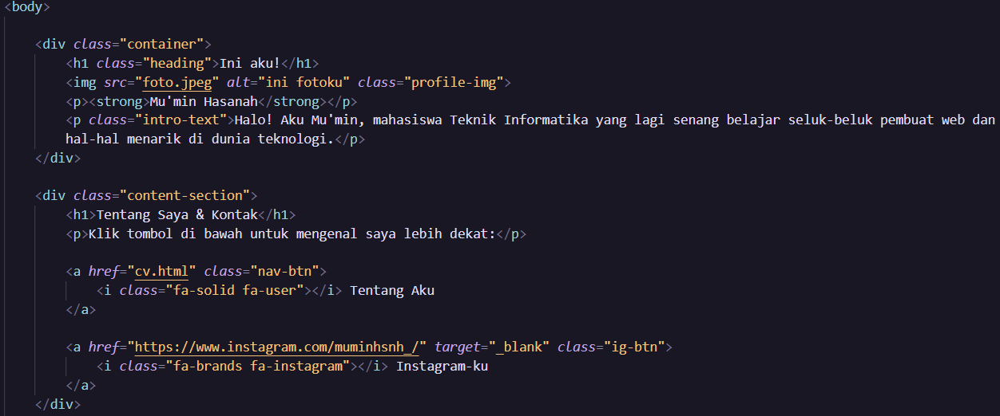 <body>
<div class="container">
<h1 class="heading">Ini aku!</h1>
<img src="foto.jpeg" alt="ini fotoku" class="profile-img">
<p><strong>Mu'min Hasanah</strong></p>
<p class="intro-text">Halo! Aku Mu'min, mahasiswa Teknik Informatika yang lagi senang belajar seluk-beluk pembuat web dan
hal-hal menarik di dunia teknologi.</p>
</div>
<div class="content-section">
<h1>Tentang Saya & Kontak</h1>
<p>Klik tombol di bawah untuk mengenal saya lebih dekat:</p>
<a href="cv.html" class="nav-btn">
<i class="fa-solid fa-user"></i> Tentang Aku
</a>
<a href="https://www.instagram.com/muminhsnh_/" target="_blank" class="ig-btn">
<i class="fa-brands fa-instagram"></i> Instagram-ku
</a>
</div>